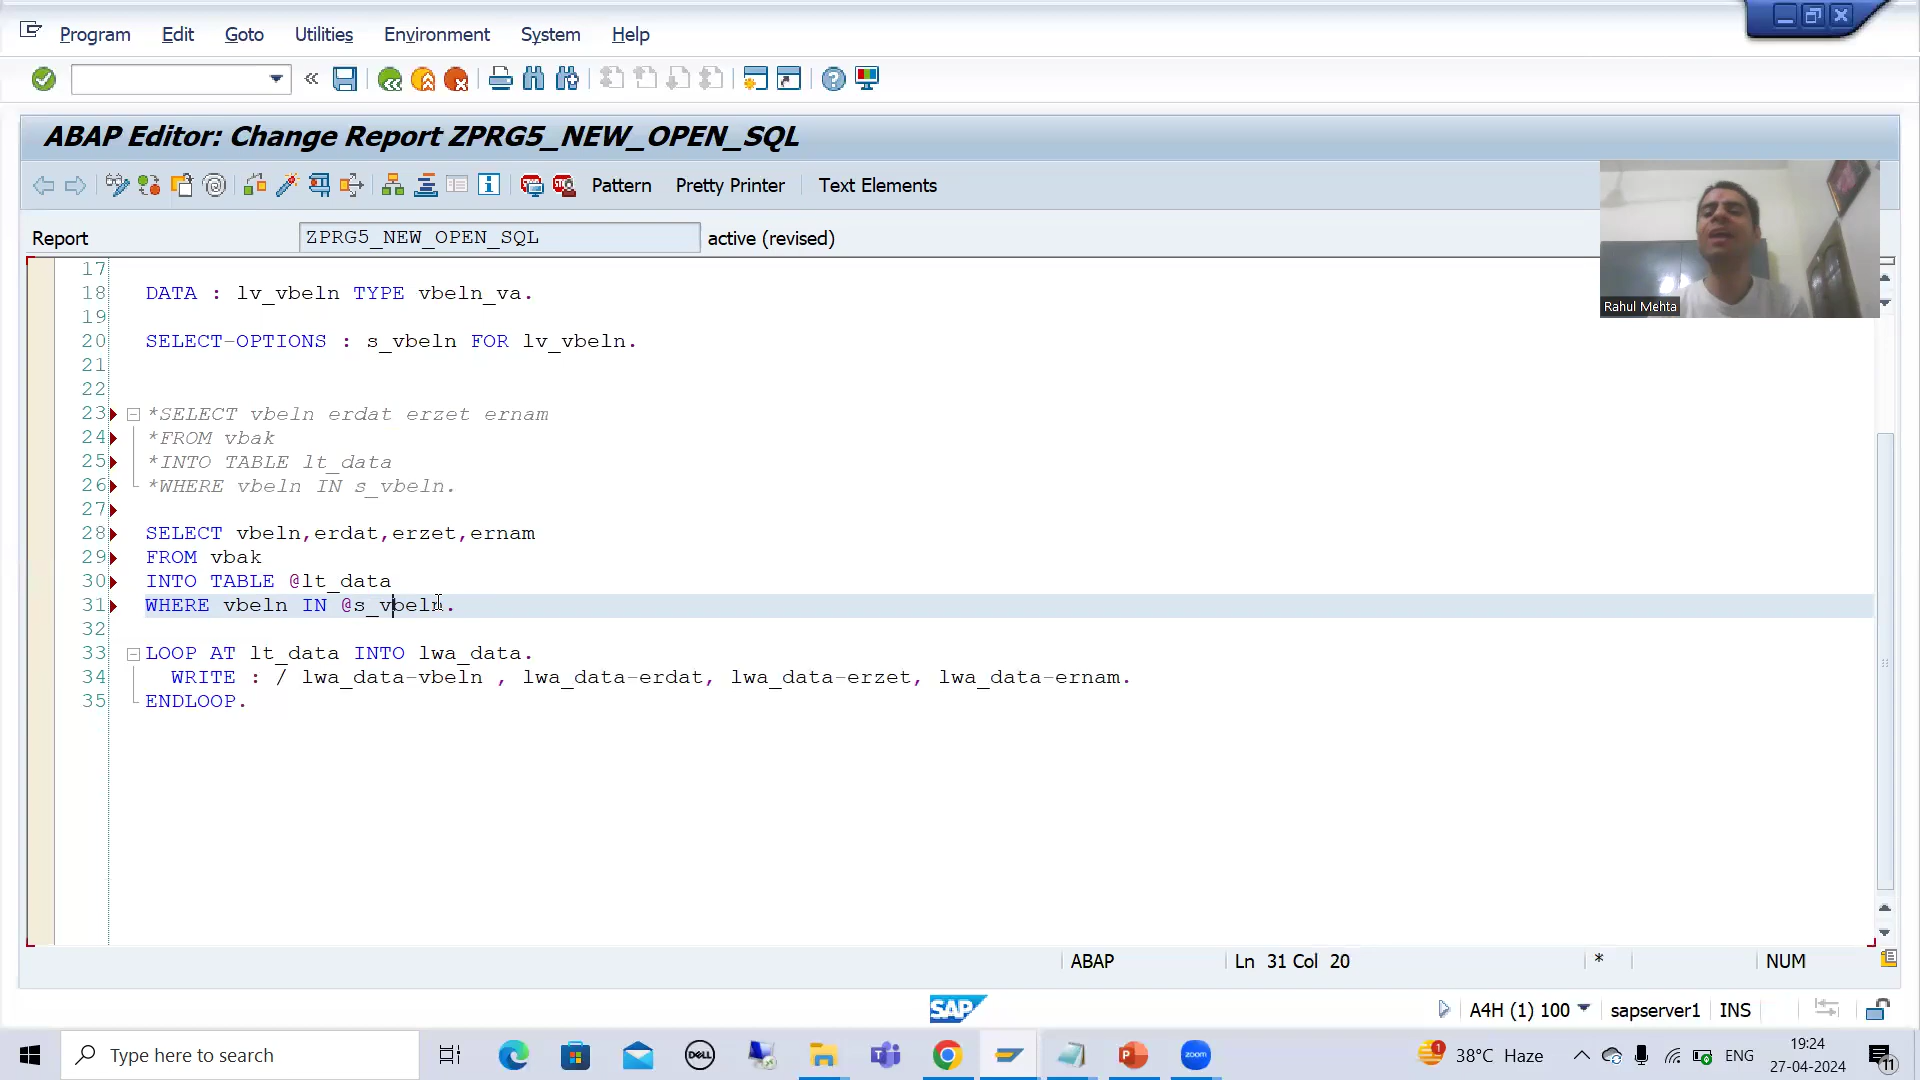 Program Edit Goto Utilities Environment System Help
ABAP Editor: Change Report ZPRG5_NEW_OPEN_SQL
Pattern Pretty Printer Text Elements
Report ZPRG5_NEW_OPEN_SQL active (revised)
Rahul Mehta
17
18 DATA : lv_vbeln TYPE vbeln_va.
19
20 SELECT-OPTIONS : s_vbeln FOR lv_vbeln.
21
22
23 *SELECT vbeln erdat erzet ernam
24 *FROM vbak
25 *INTO TABLE lt_data
26 *WHERE vbeln IN s_vbeln.
27
28 SELECT vbeln,erdat,erzet,ernam
29 FROM vbak
30 INTO TABLE @lt_data
31 WHERE vbeln IN @s_vbeln.
32
33 LOOP AT lt_data INTO lwa_data.
34 WRITE : / lwa_data-vbeln , lwa_data-erdat, lwa_data-erzet, lwa_data-ernam.
35 ENDLOOP.
ABAP Ln 31 Col 20 * NUM
SAP A4H (1) 100 sapserver1 INS
Type here to search DELL zoom 1 38°C Haze ENG 19:24
27-04-2024 11